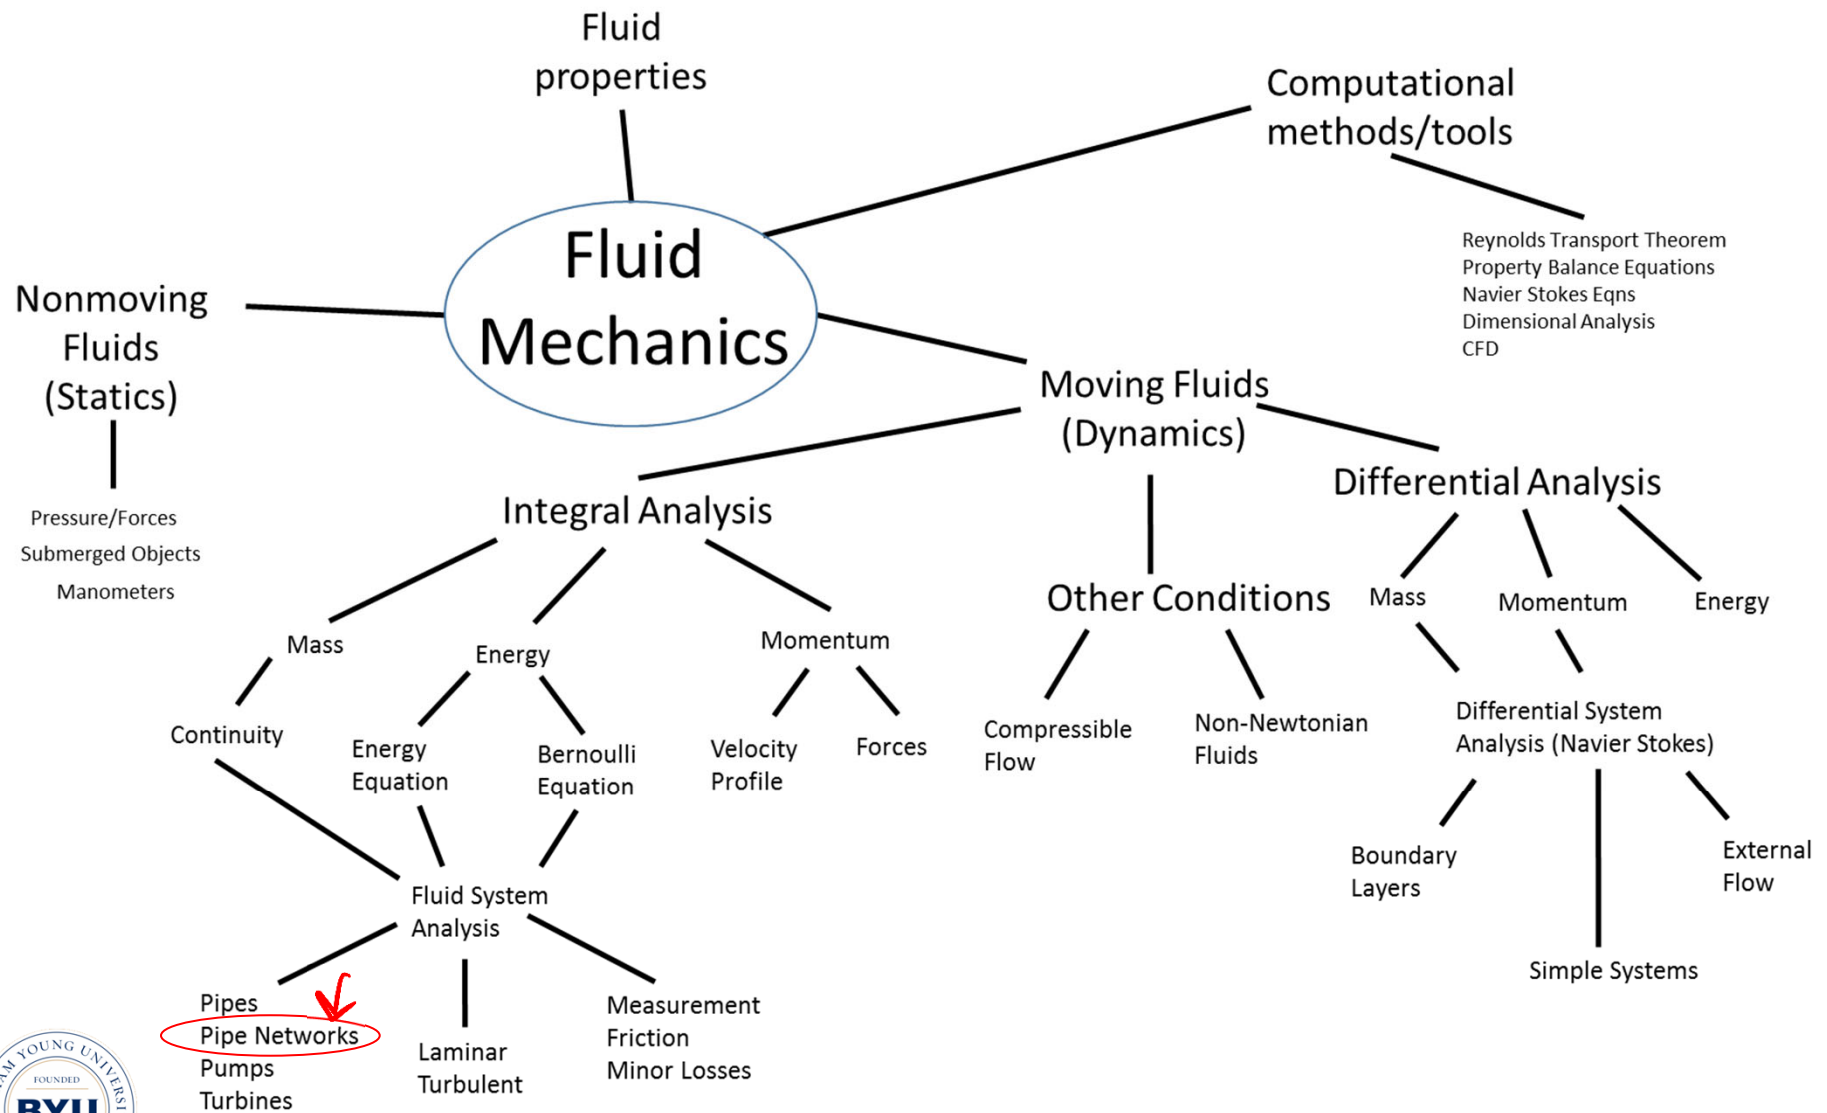 Fluid
properties
Computational
methods/tools
Reynolds Transport Theorem
Property Balance Equations
Navier Stokes Eqns
Dimensional Analysis
CFD
Fluid
Mechanics
Nonmoving
Fluids
(Statics)
Pressure/Forces
Submerged Objects
Manometers
Moving Fluids
(Dynamics)
Integral Analysis
Mass
Energy
Momentum
Continuity
Energy
Equation
Bernoulli
Equation
Velocity
Profile
Forces
Fluid System
Analysis
Pipes
Pipe Networks
Pumps
Turbines
Laminar
Turbulent
Measurement
Friction
Minor Losses
Other Conditions
Compressible
Flow
Non-Newtonian
Fluids
Differential Analysis
Mass
Momentum
Energy
Differential System
Analysis (Navier Stokes)
Boundary
Layers
Simple Systems
External
Flow
AM YOUNG UNIVERSI
FOUNDED
BYU